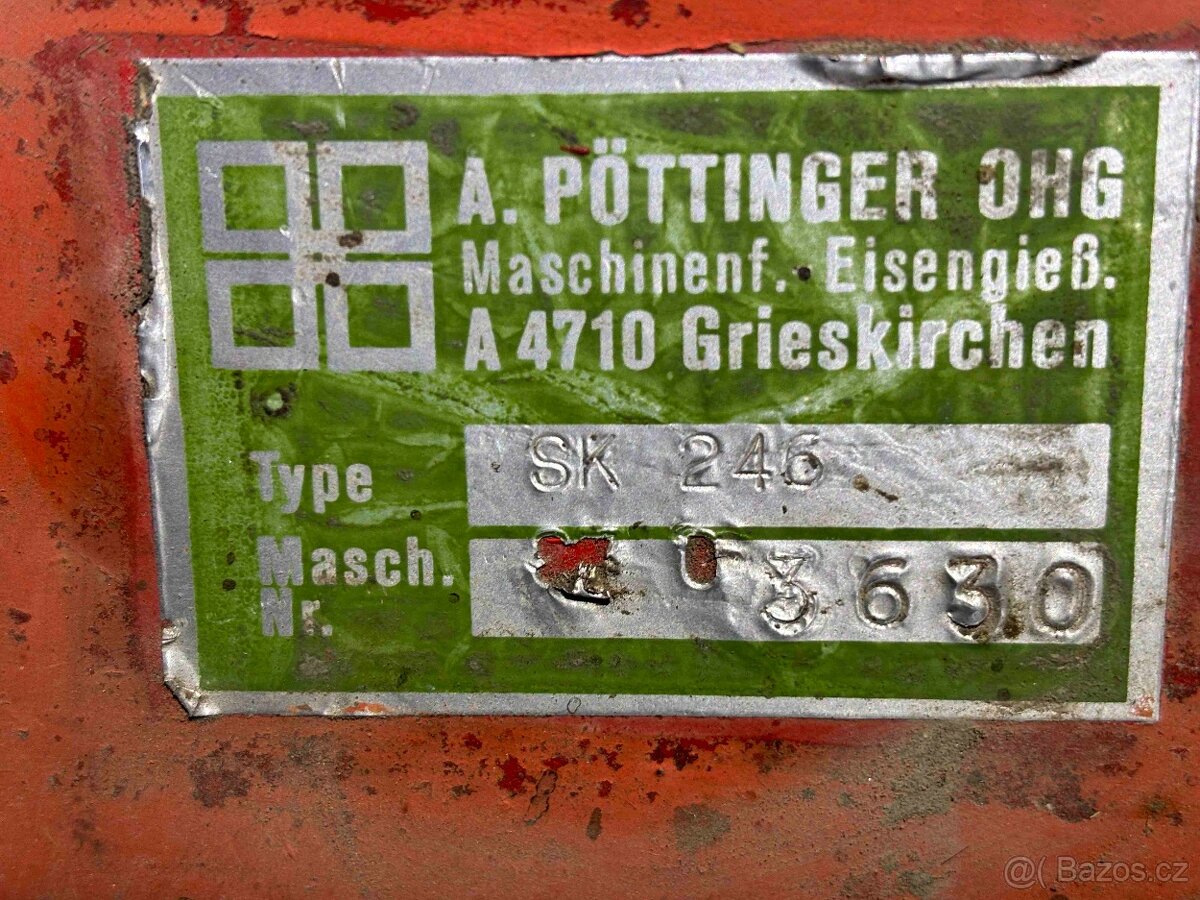 A. PÖTTINGER OHG
Maschinenf. Eisengieß.
A 4710 Grieskirchen
Type SK 246
Masch. Nr. 3630
@( Bazos.cz